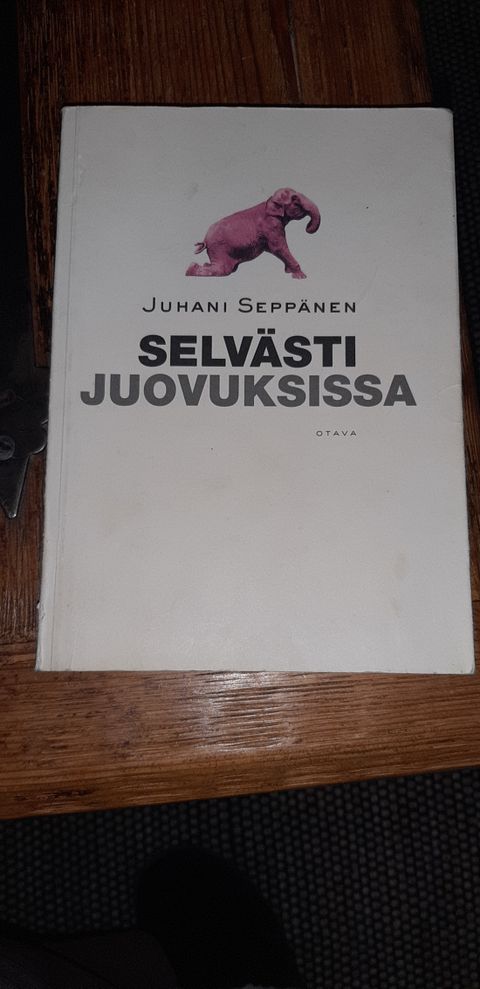 JUHANI SEPPÄNEN
SELVÄSTI
JUOVUKSISSA
OTAVA